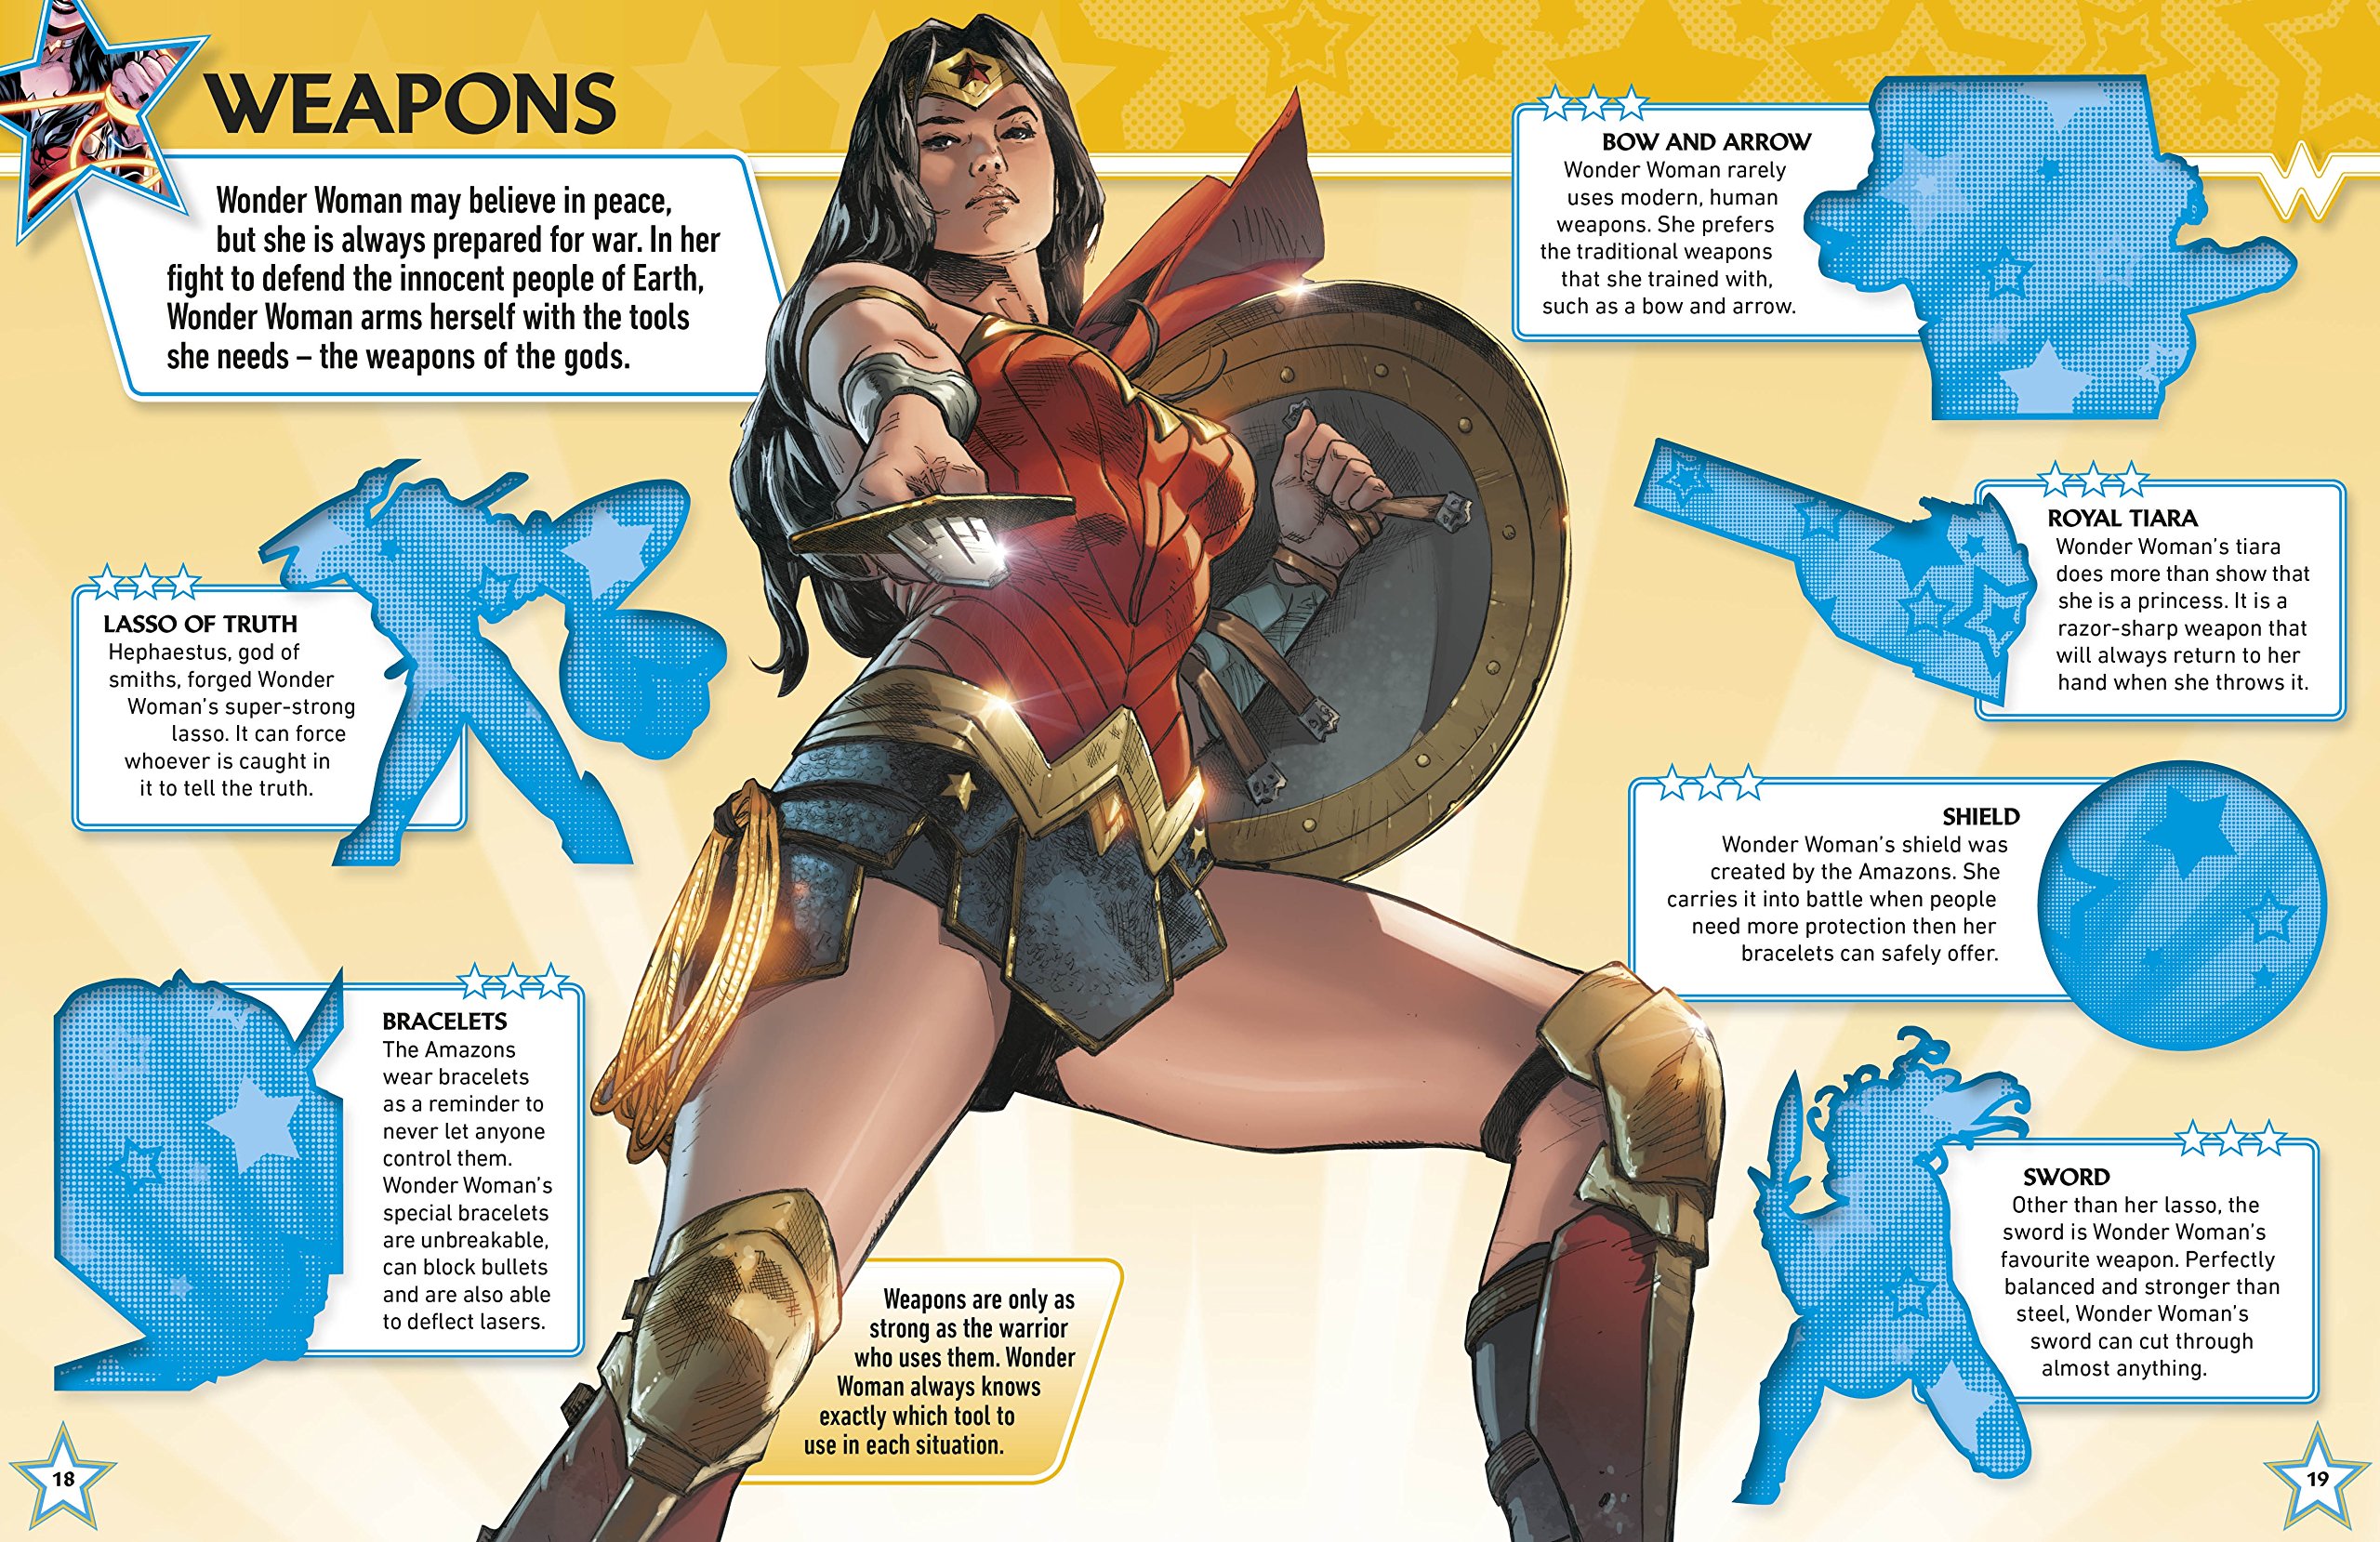 WEAPONS
Wonder Woman may believe in peace,
but she is always prepared for war. In her
fight to defend the innocent people of Earth,
Wonder Woman arms herself with the tools
she needs – the weapons of the gods.
LASSO OF TRUTH
Hephaestus, god of
smiths, forged Wonder
Woman's super-strong
lasso. It can force
whoever is caught in
it to tell the truth.
BRACELETS
The Amazons
wear bracelets
as a reminder to
never let anyone
control them.
Wonder Woman's
special bracelets
are unbreakable,
can block bullets
and are also able
to deflect lasers.
Weapons are only as
strong as the warrior
who uses them. Wonder
Woman always knows
exactly which tool to
use in each situation.
18
BOW AND ARROW
Wonder Woman rarely
uses modern, human
weapons. She prefers
the traditional weapons
that she trained with,
such as a bow and arrow.
ROYAL TIARA
Wonder Woman's tiara
does more than show that
she is a princess. It is a
razor-sharp weapon that
will always return to her
hand when she throws it.
SHIELD
Wonder Woman's shield was
created by the Amazons. She
carries it into battle when people
need more protection then her
bracelets can safely offer.
SWORD
Other than her lasso, the
sword is Wonder Woman's
favourite weapon. Perfectly
balanced and stronger than
steel, Wonder Woman's
sword can cut through
almost anything.
19